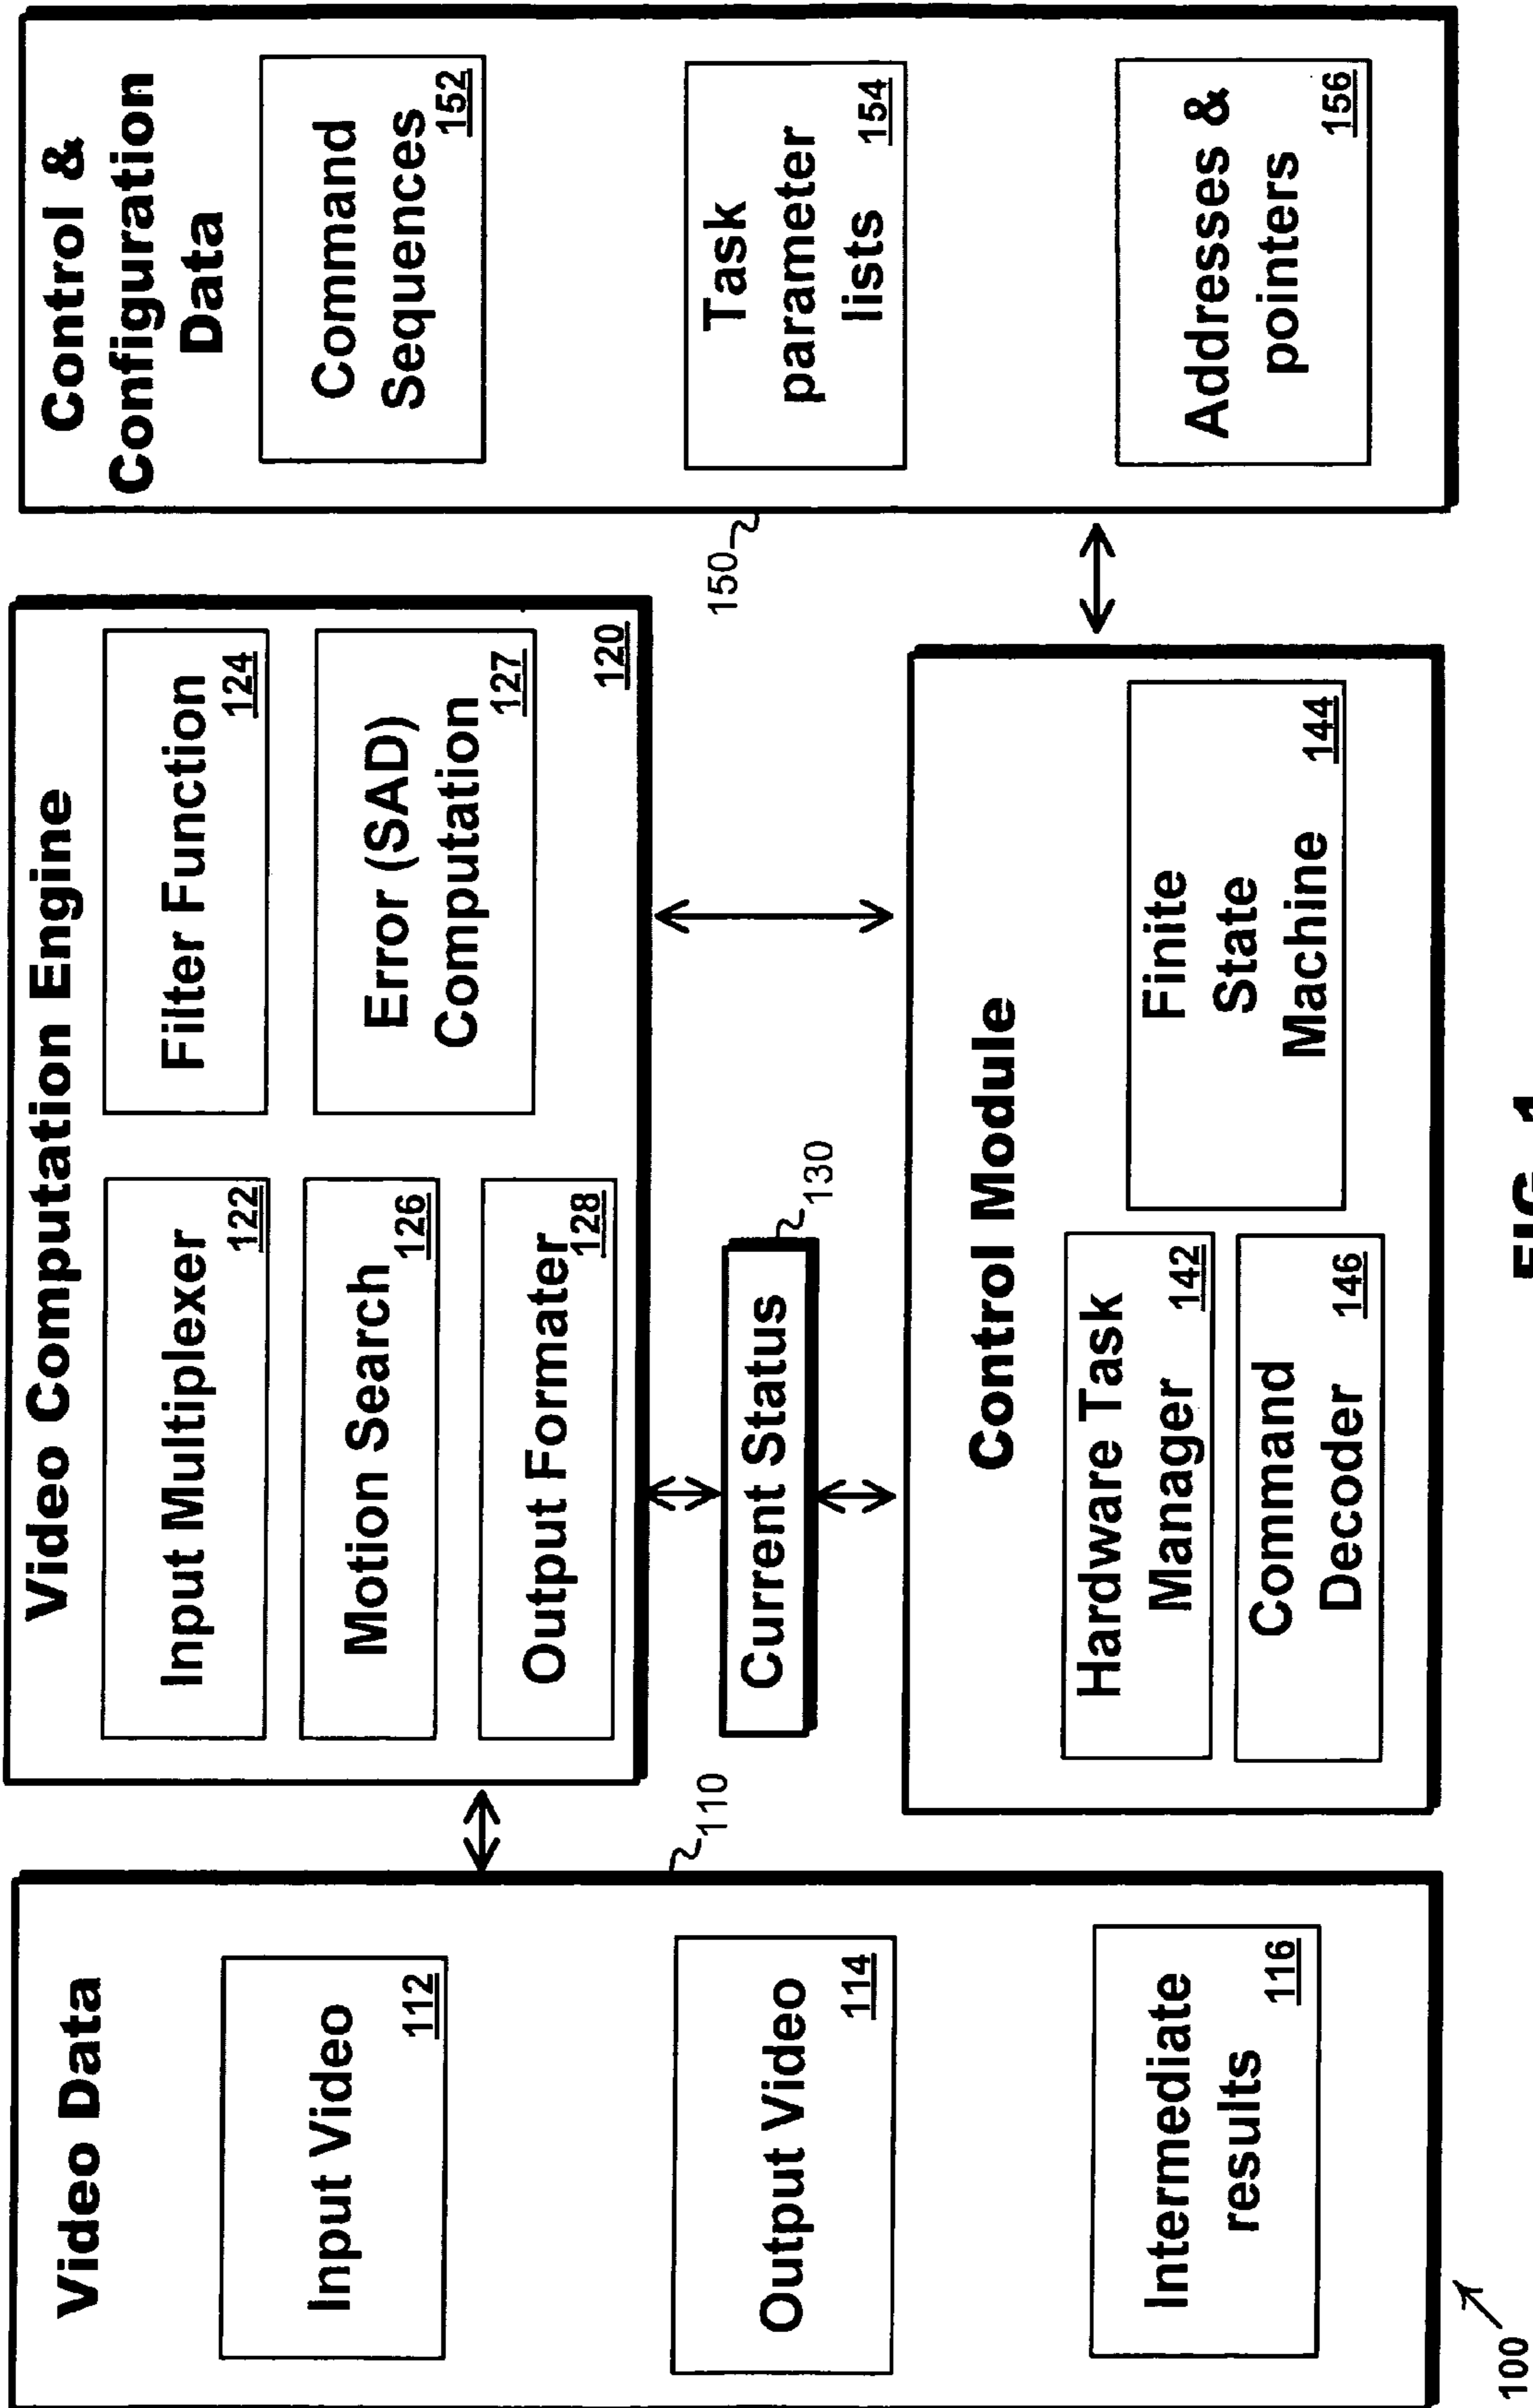 Video Data
Input Video
112
Output Video
114
Intermediate
results
116
110
Video Computation Engine
Input Multiplexer
122
Filter Function
124
Motion Search
126
Error (SAD)
Computation
127
Output Formater
128
120
Current Status
130
Control Module
Hardware Task
Manager
142
Finite
State
Machine
144
Command
Decoder
146
Control &
Configuration
Data
Command
Sequences
152
Task
parameter
lists
154
Addresses &
pointers
156
150
100
FIG. 1